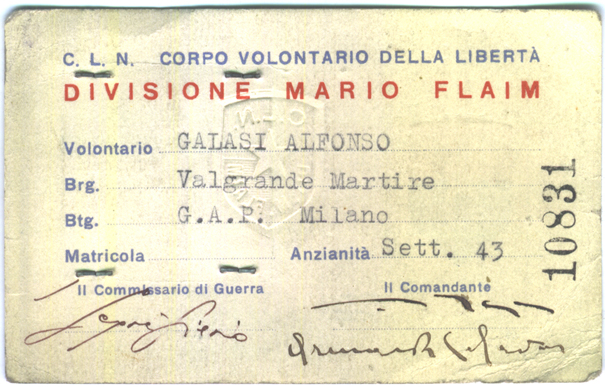 C. L. N. CORPO VOLONTARIO DELLA LIBERTÀ
DIVISIONE MARIO FLAIM
Volontario GALASI ALFONSO
Brg. Valgrande Martire
Btg. G.A.P. Milano
Matricola Anzianità Sett. 43
10831
Il Commissario di Guerra Il Comandante